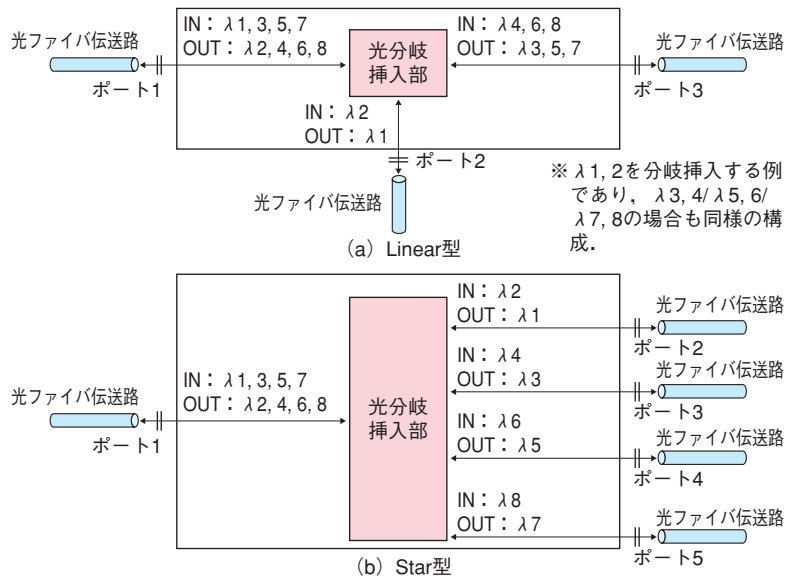 IN：λ1, 3, 5, 7
OUT：λ2, 4, 6, 8
光ファイバ伝送路
ポート1
光分岐
挿入部
IN：λ4, 6, 8
OUT：λ3, 5, 7
光ファイバ伝送路
ポート3
IN：λ2
OUT：λ1
ポート2
光ファイバ伝送路
※λ1, 2を分岐挿入する例
であり，λ3, 4/λ5, 6/
λ7, 8の場合も同様の構
成．
（a）Linear型
IN：λ1, 3, 5, 7
OUT：λ2, 4, 6, 8
光ファイバ伝送路
ポート1
光分岐
挿入部
IN：λ2
OUT：λ1
光ファイバ伝送路
ポート2
IN：λ4
OUT：λ3
光ファイバ伝送路
ポート3
IN：λ6
OUT：λ5
光ファイバ伝送路
ポート4
IN：λ8
OUT：λ7
光ファイバ伝送路
ポート5
（b）Star型